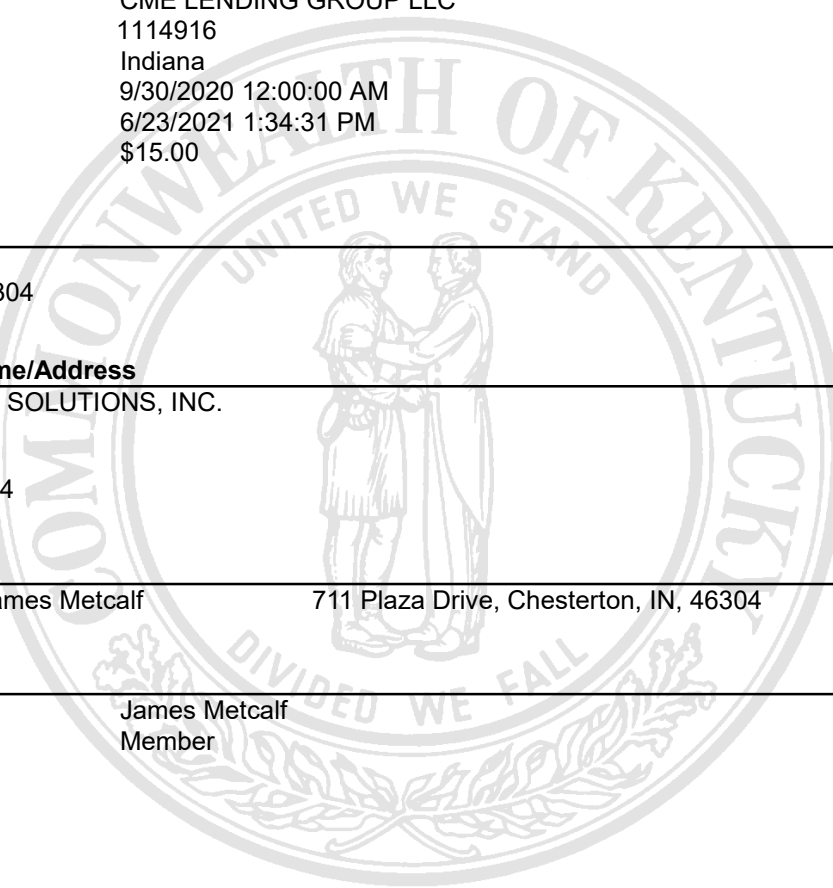 CME LENDING GROUP LLC
1114916
Indiana
9/30/2020 12:00:00 AM
6/23/2021 1:34:31 PM
$15.00
304
me/Address
SOLUTIONS, INC.
4
ames Metcalf 711 Plaza Drive, Chesterton, IN, 46304
James Metcalf
Member
COMMONWEALTH OF KENTUCKY
UNITED WE STAND
DIVIDED WE FALL